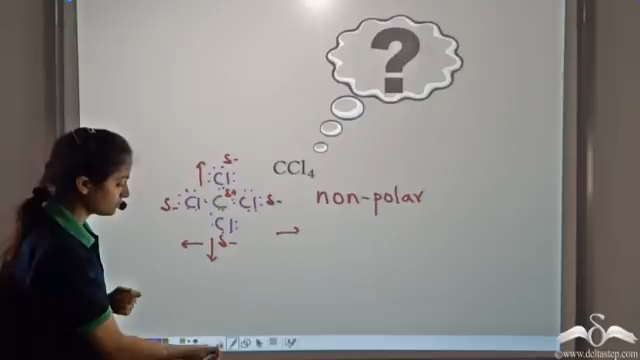 ?
δ-
Cl
CCl₄
δ- Cl C δ+ Cl δ-
non-polar
Cl
δ-
© www.deltastep.com